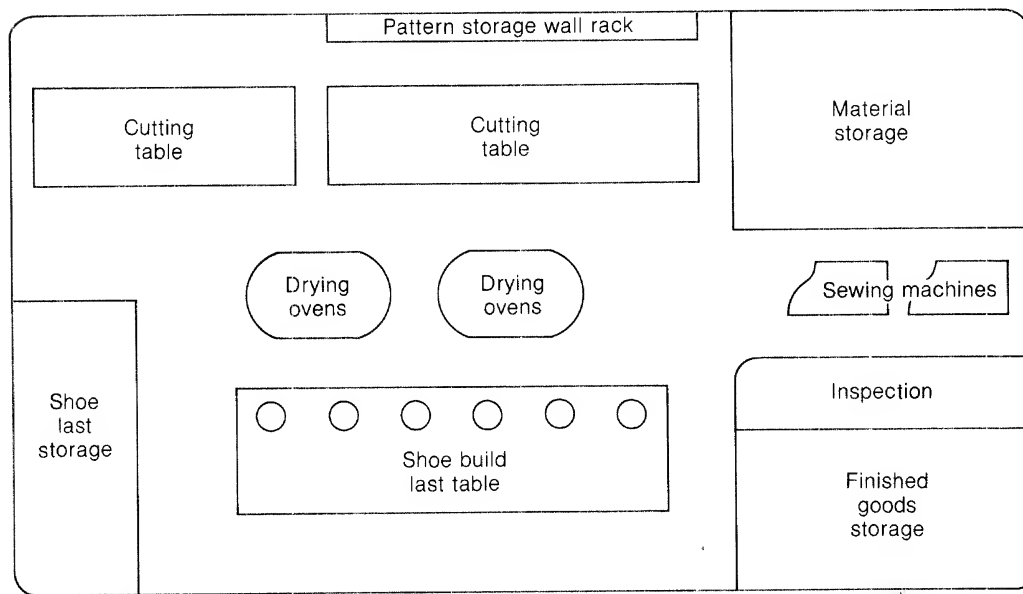 Pattern storage wall rack
Cutting
table
Cutting
table
Material
storage
Drying
ovens
Drying
ovens
Sewing machines
Shoe
last
storage
Shoe build
last table
Inspection
Finished
goods
storage